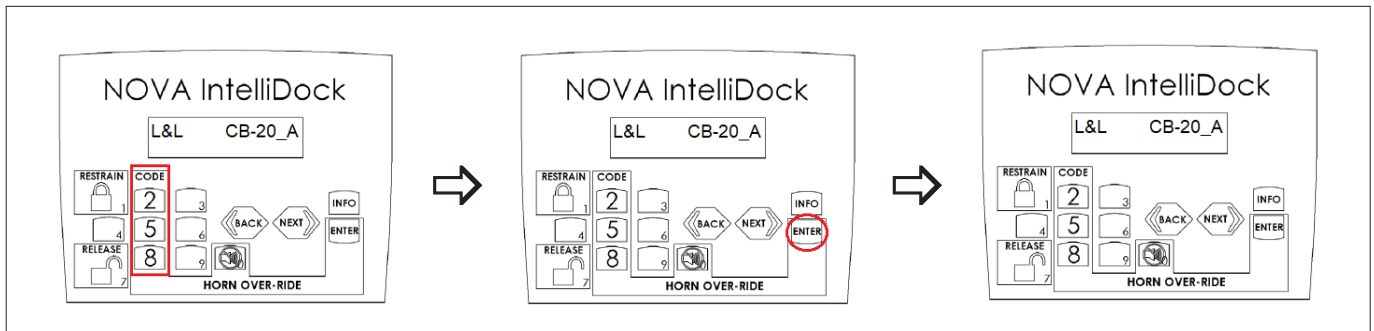 NOVA IntelliDock
L&L CB-20_A
RESTRAIN CODE
1 2 3 INFO
4 5 6 BACK NEXT ENTER
RELEASE
7 8 9
HORN OVER-RIDE
NOVA IntelliDock
L&L CB-20_A
RESTRAIN CODE
1 2 3 INFO
4 5 6 BACK NEXT ENTER
RELEASE
7 8 9
HORN OVER-RIDE
NOVA IntelliDock
L&L CB-20_A
RESTRAIN CODE
1 2 3 INFO
4 5 6 BACK NEXT ENTER
RELEASE
7 8 9
HORN OVER-RIDE